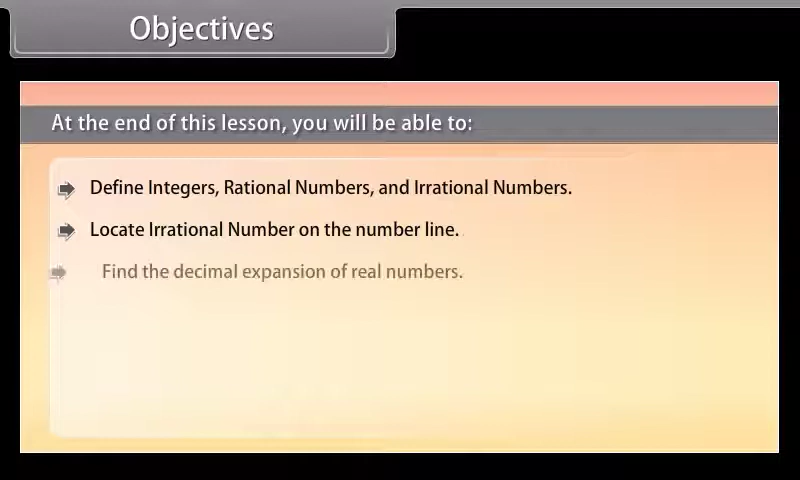 Objectives
At the end of this lesson, you will be able to:
Define Integers, Rational Numbers, and Irrational Numbers.
Locate Irrational Number on the number line.
Find the decimal expansion of real numbers.